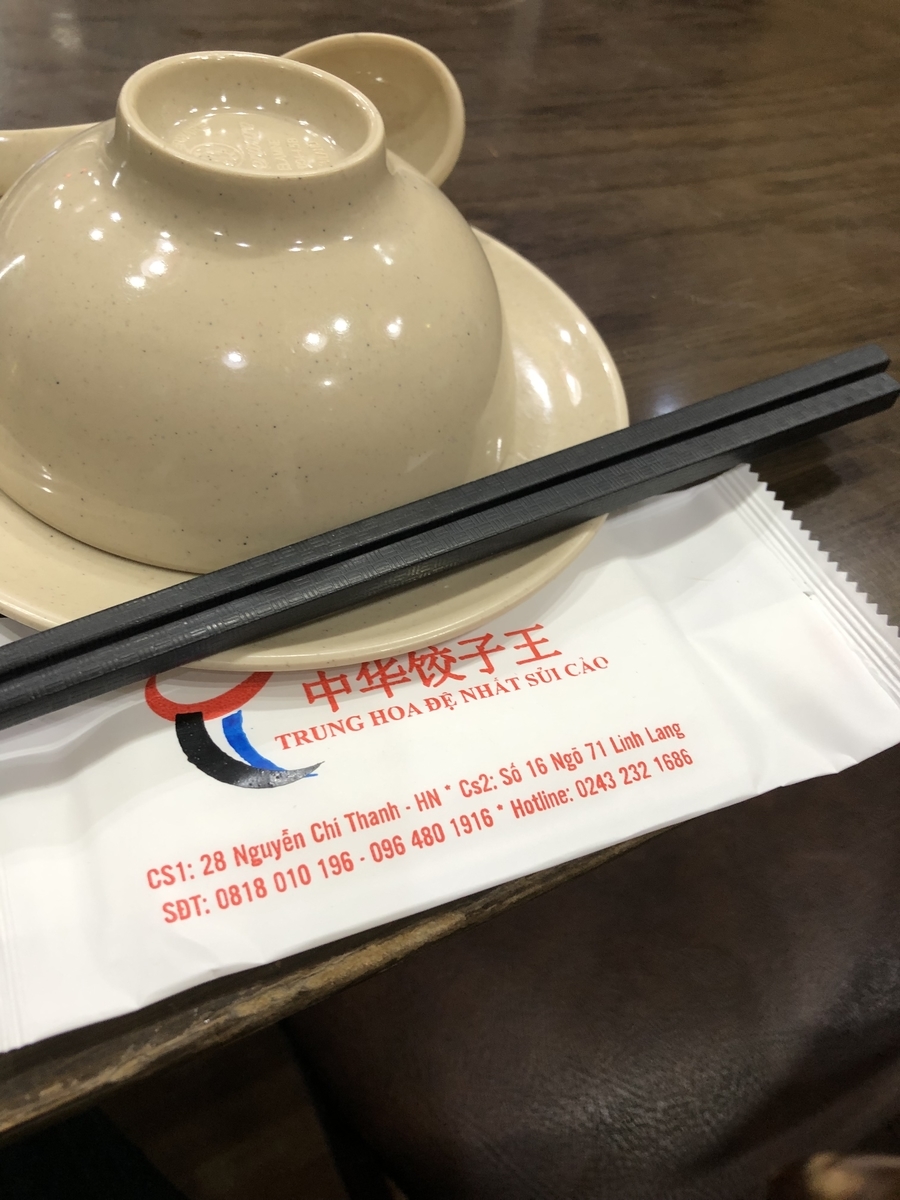 中华饺子王
TRUNG HOA ĐỆ NHẤT SỦI CẢO
CS1: 28 Nguyễn Chí Thanh - HN * Cs2: Số 16 Ngõ 71 Linh Lang
SĐT: 0818 010 196 - 096 480 1916 * Hotline: 0243 232 1686